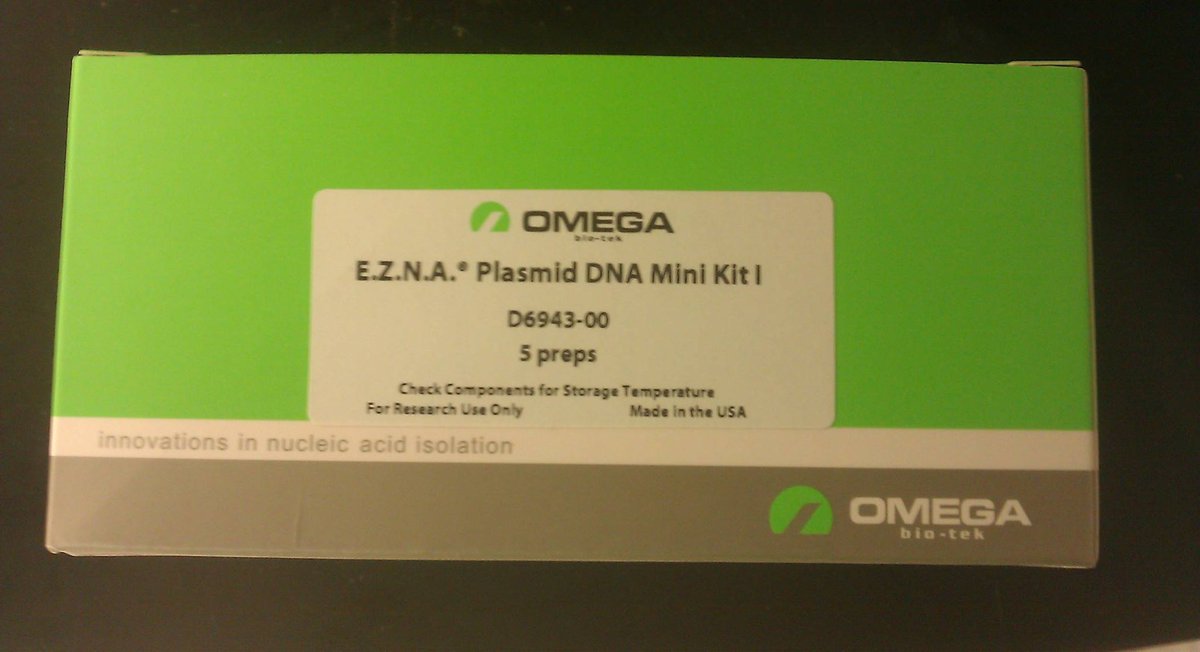 OMEGA
bio-tek
E.Z.N.A.® Plasmid DNA Mini Kit I
D6943-00
5 preps
Check Components for Storage Temperature
For Research Use Only Made in the USA
innovations in nucleic acid isolation
OMEGA
bio-tek